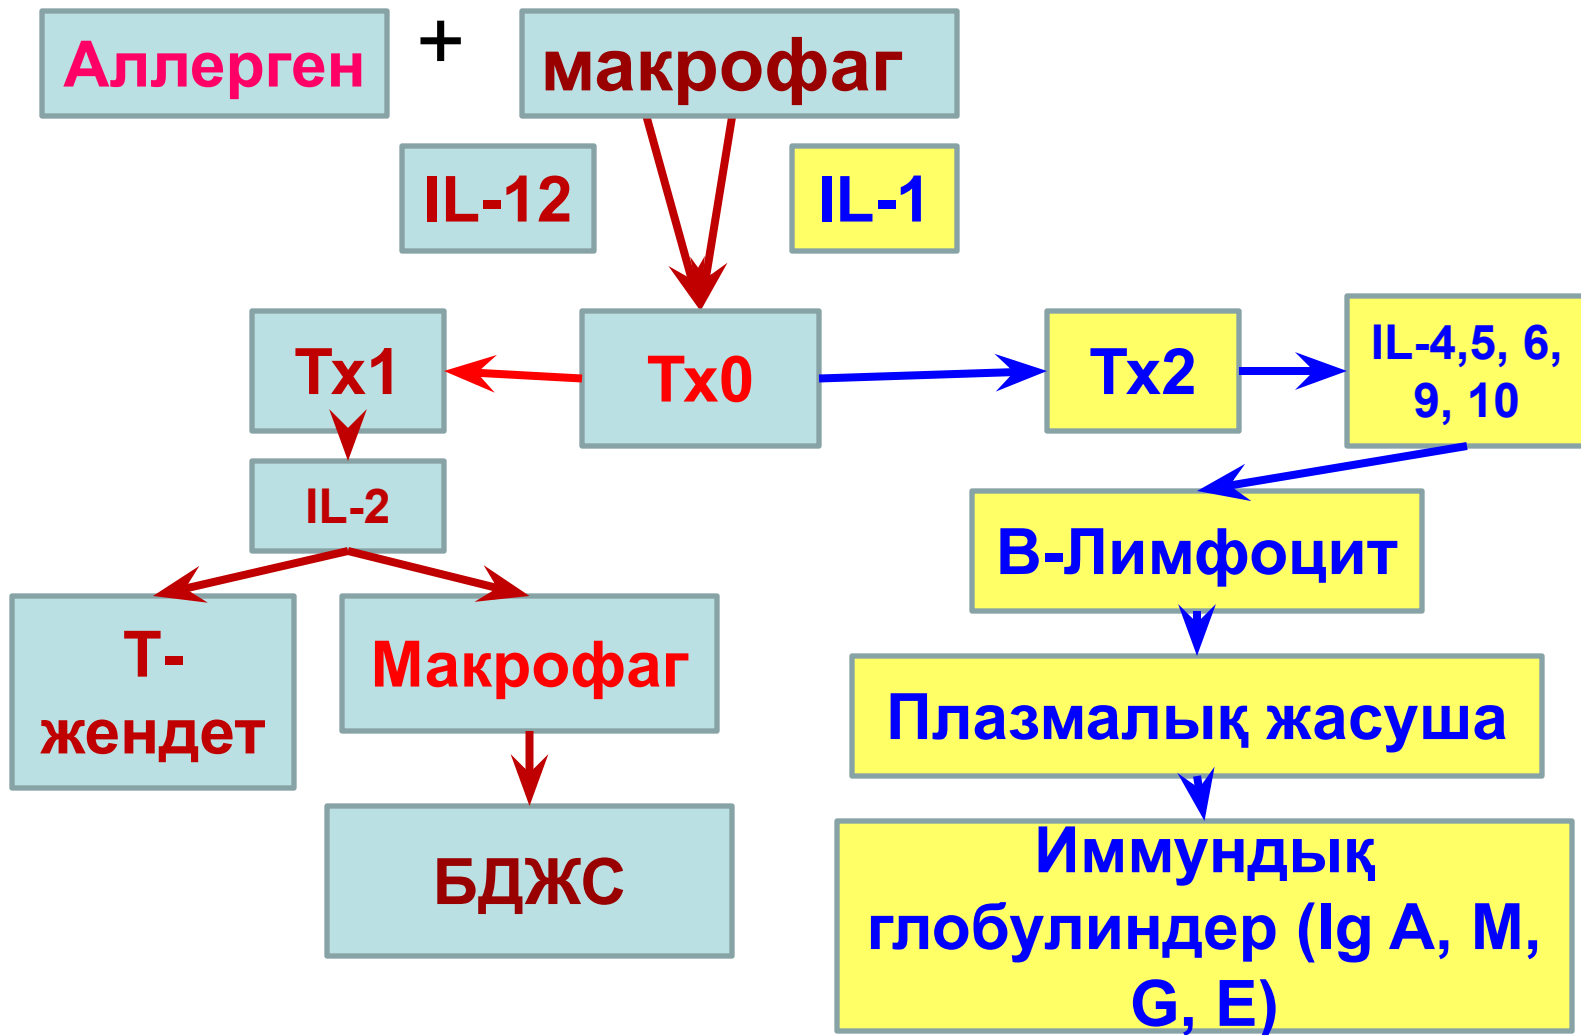 Аллерген
+
макрофаг
IL-12
IL-1
Тх1
Тх0
Тх2
IL-4,5, 6,
9, 10
IL-2
В-Лимфоцит
Т-
жендет
Макрофаг
Плазмалық жасуша
БДЖС
Иммундық
глобулиндер (Ig A, M,
G, E)